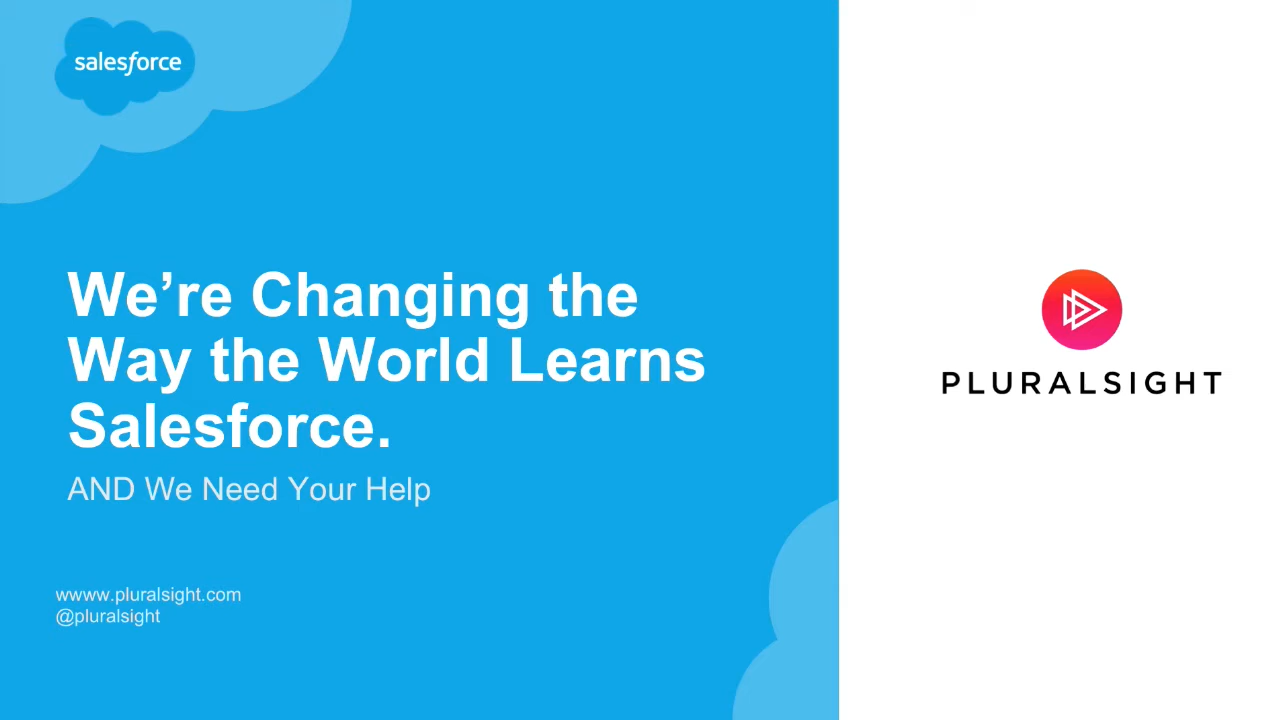 salesforce
We’re Changing the
Way the World Learns
Salesforce.
AND We Need Your Help
wwww.pluralsight.com
@pluralsight
PLURALSIGHT